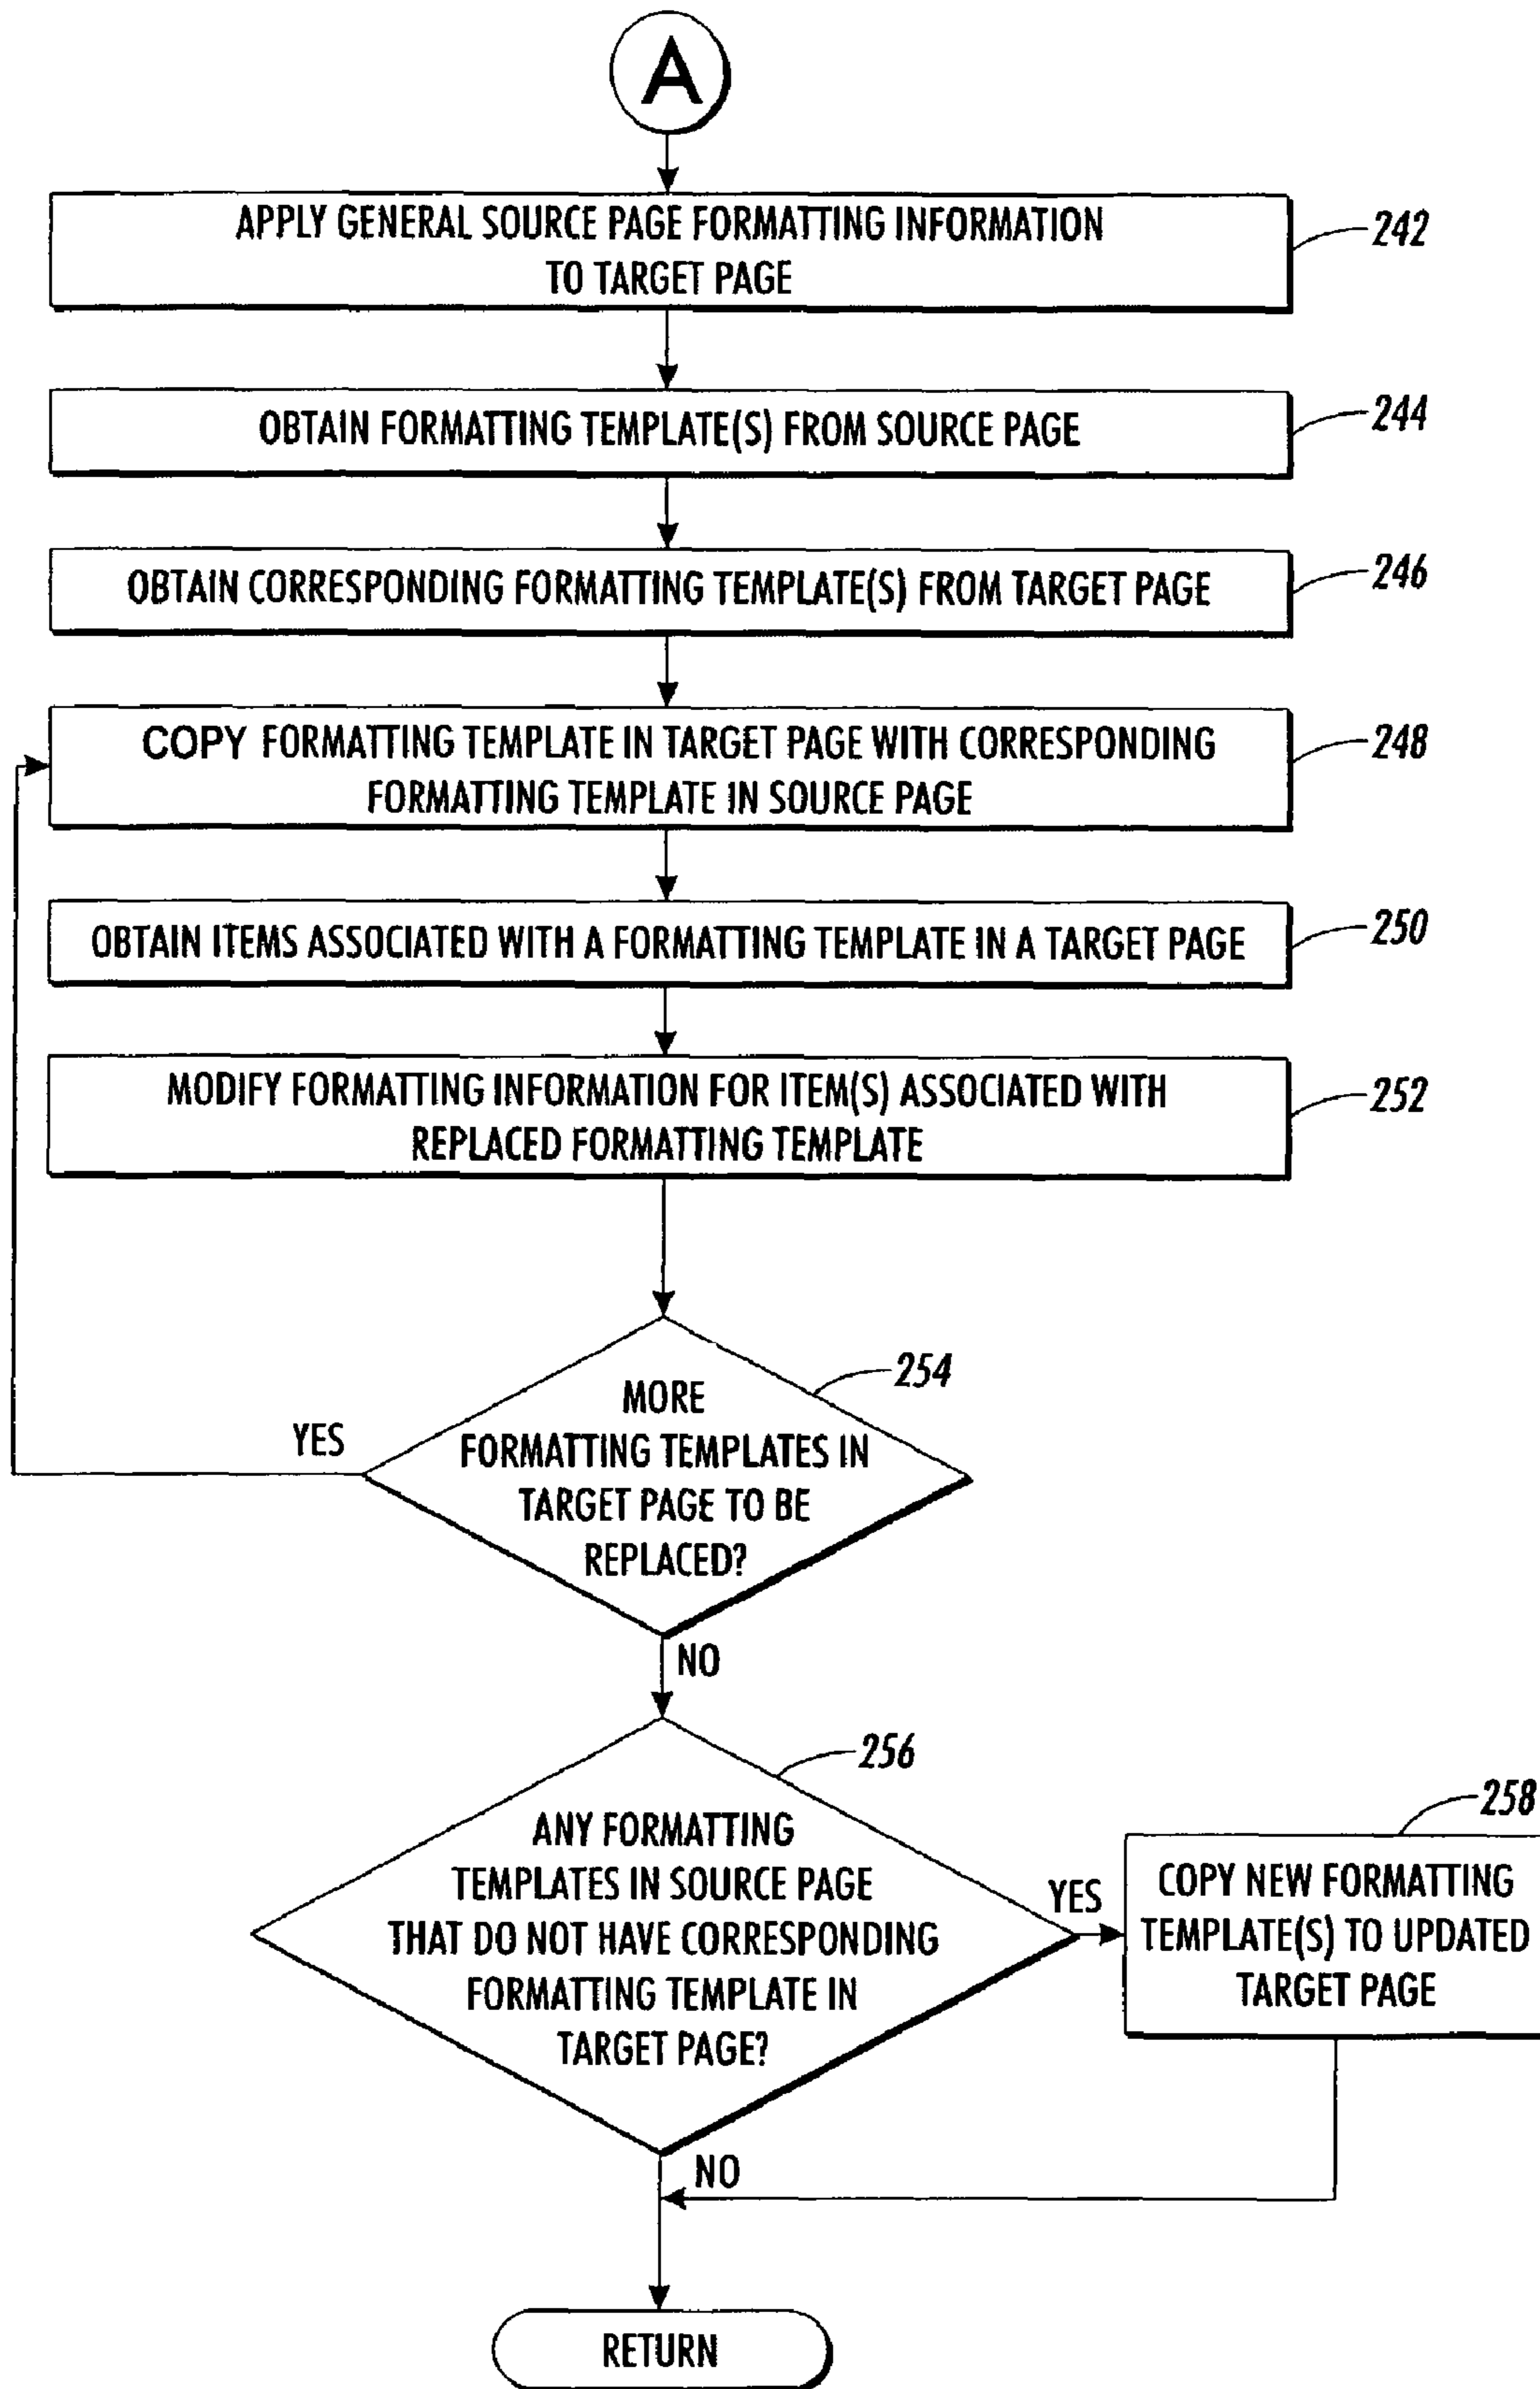 A
APPLY GENERAL SOURCE PAGE FORMATTING INFORMATION
TO TARGET PAGE
242
OBTAIN FORMATTING TEMPLATE(S) FROM SOURCE PAGE
244
OBTAIN CORRESPONDING FORMATTING TEMPLATE(S) FROM TARGET PAGE
246
COPY FORMATTING TEMPLATE IN TARGET PAGE WITH CORRESPONDING
FORMATTING TEMPLATE IN SOURCE PAGE
248
OBTAIN ITEMS ASSOCIATED WITH A FORMATTING TEMPLATE IN A TARGET PAGE
250
MODIFY FORMATTING INFORMATION FOR ITEM(S) ASSOCIATED WITH
REPLACED FORMATTING TEMPLATE
252
254
MORE
FORMATTING TEMPLATES IN
TARGET PAGE TO BE
REPLACED?
YES
NO
256
ANY FORMATTING
TEMPLATES IN SOURCE PAGE
THAT DO NOT HAVE CORRESPONDING
FORMATTING TEMPLATE IN
TARGET PAGE?
YES
258
COPY NEW FORMATTING
TEMPLATE(S) TO UPDATED
TARGET PAGE
NO
RETURN